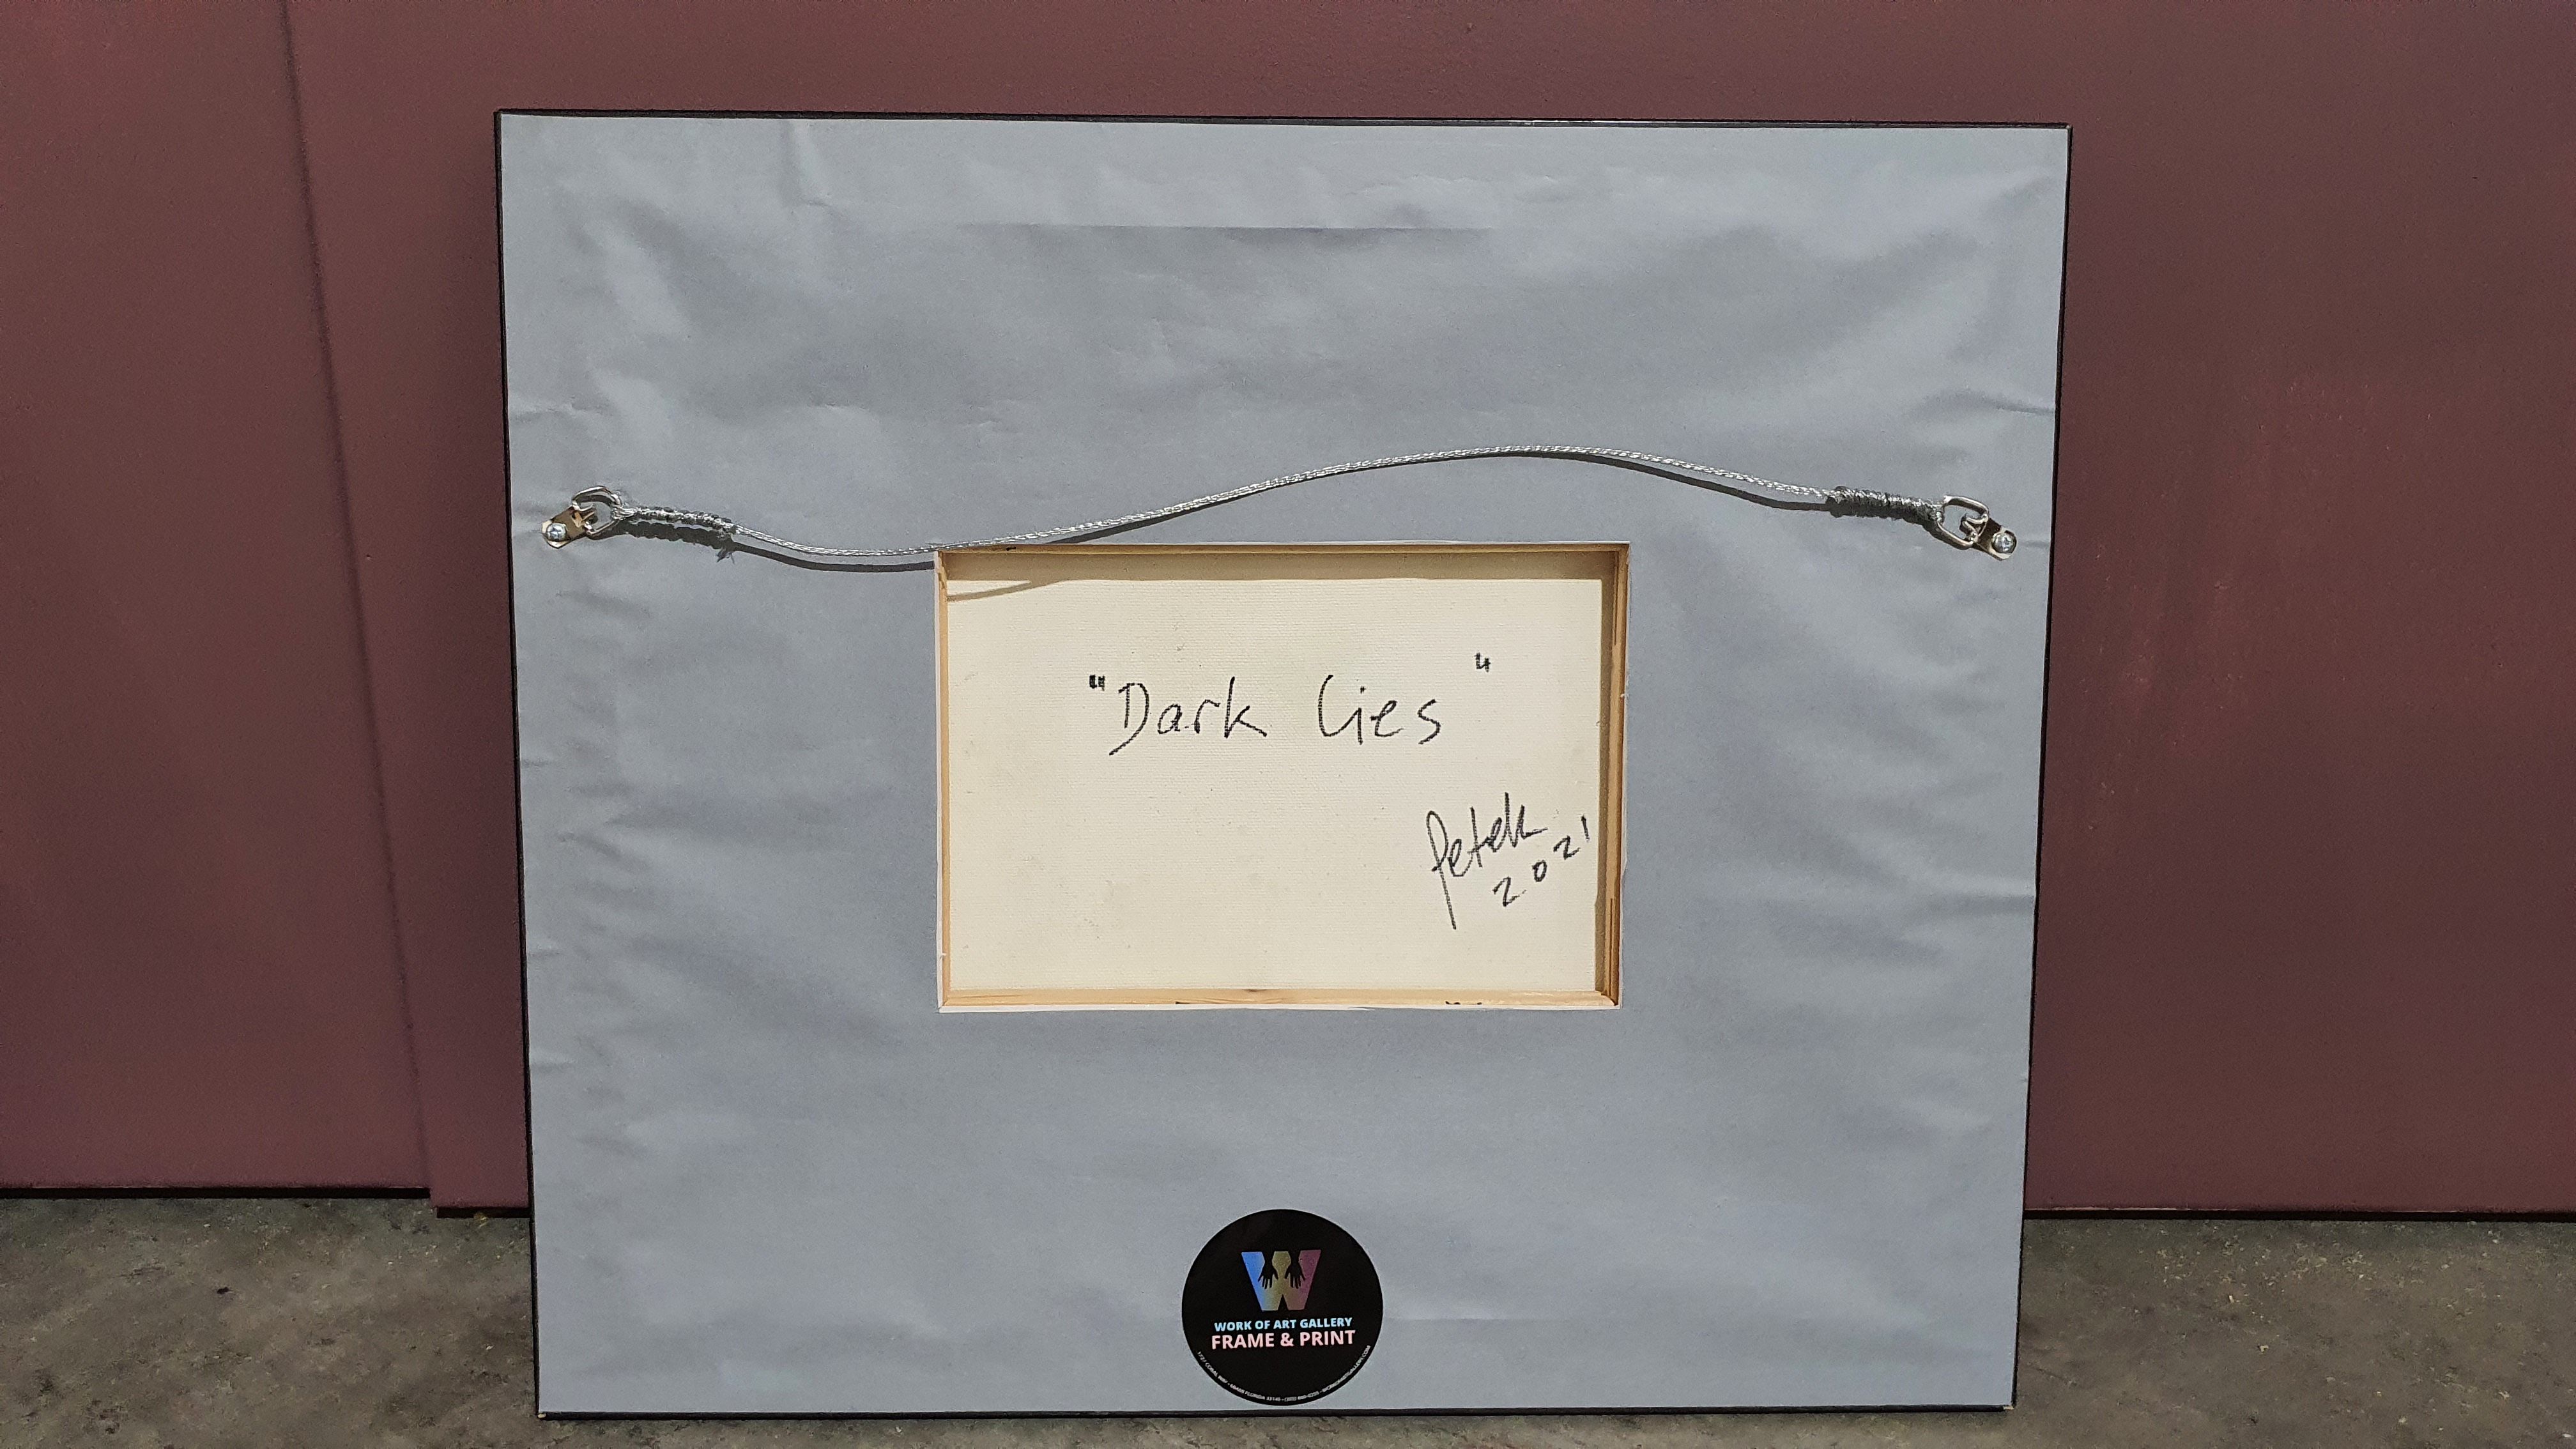 "Dark Lies"
Petek
2021
WORK OF ART GALLERY
FRAME & PRINT